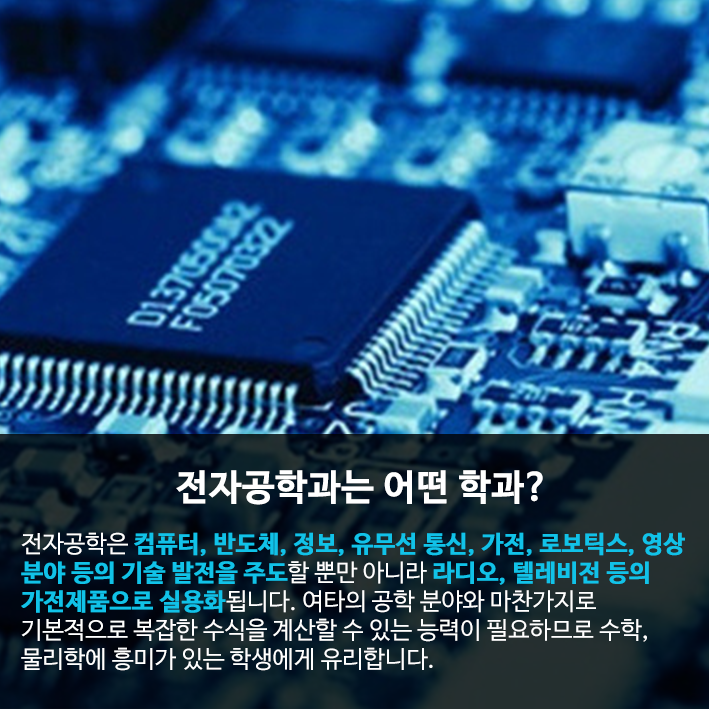 D1370500A2
F05070322
전자공학과는 어떤 학과?
전자공학은 컴퓨터, 반도체, 정보, 유무선 통신, 가전, 로보틱스, 영상
분야 등의 기술 발전을 주도할 뿐만 아니라 라디오, 텔레비전 등의
가전제품으로 실용화됩니다. 여타의 공학 분야와 마찬가지로
기본적으로 복잡한 수식을 계산할 수 있는 능력이 필요하므로 수학,
물리학에 흥미가 있는 학생에게 유리합니다.